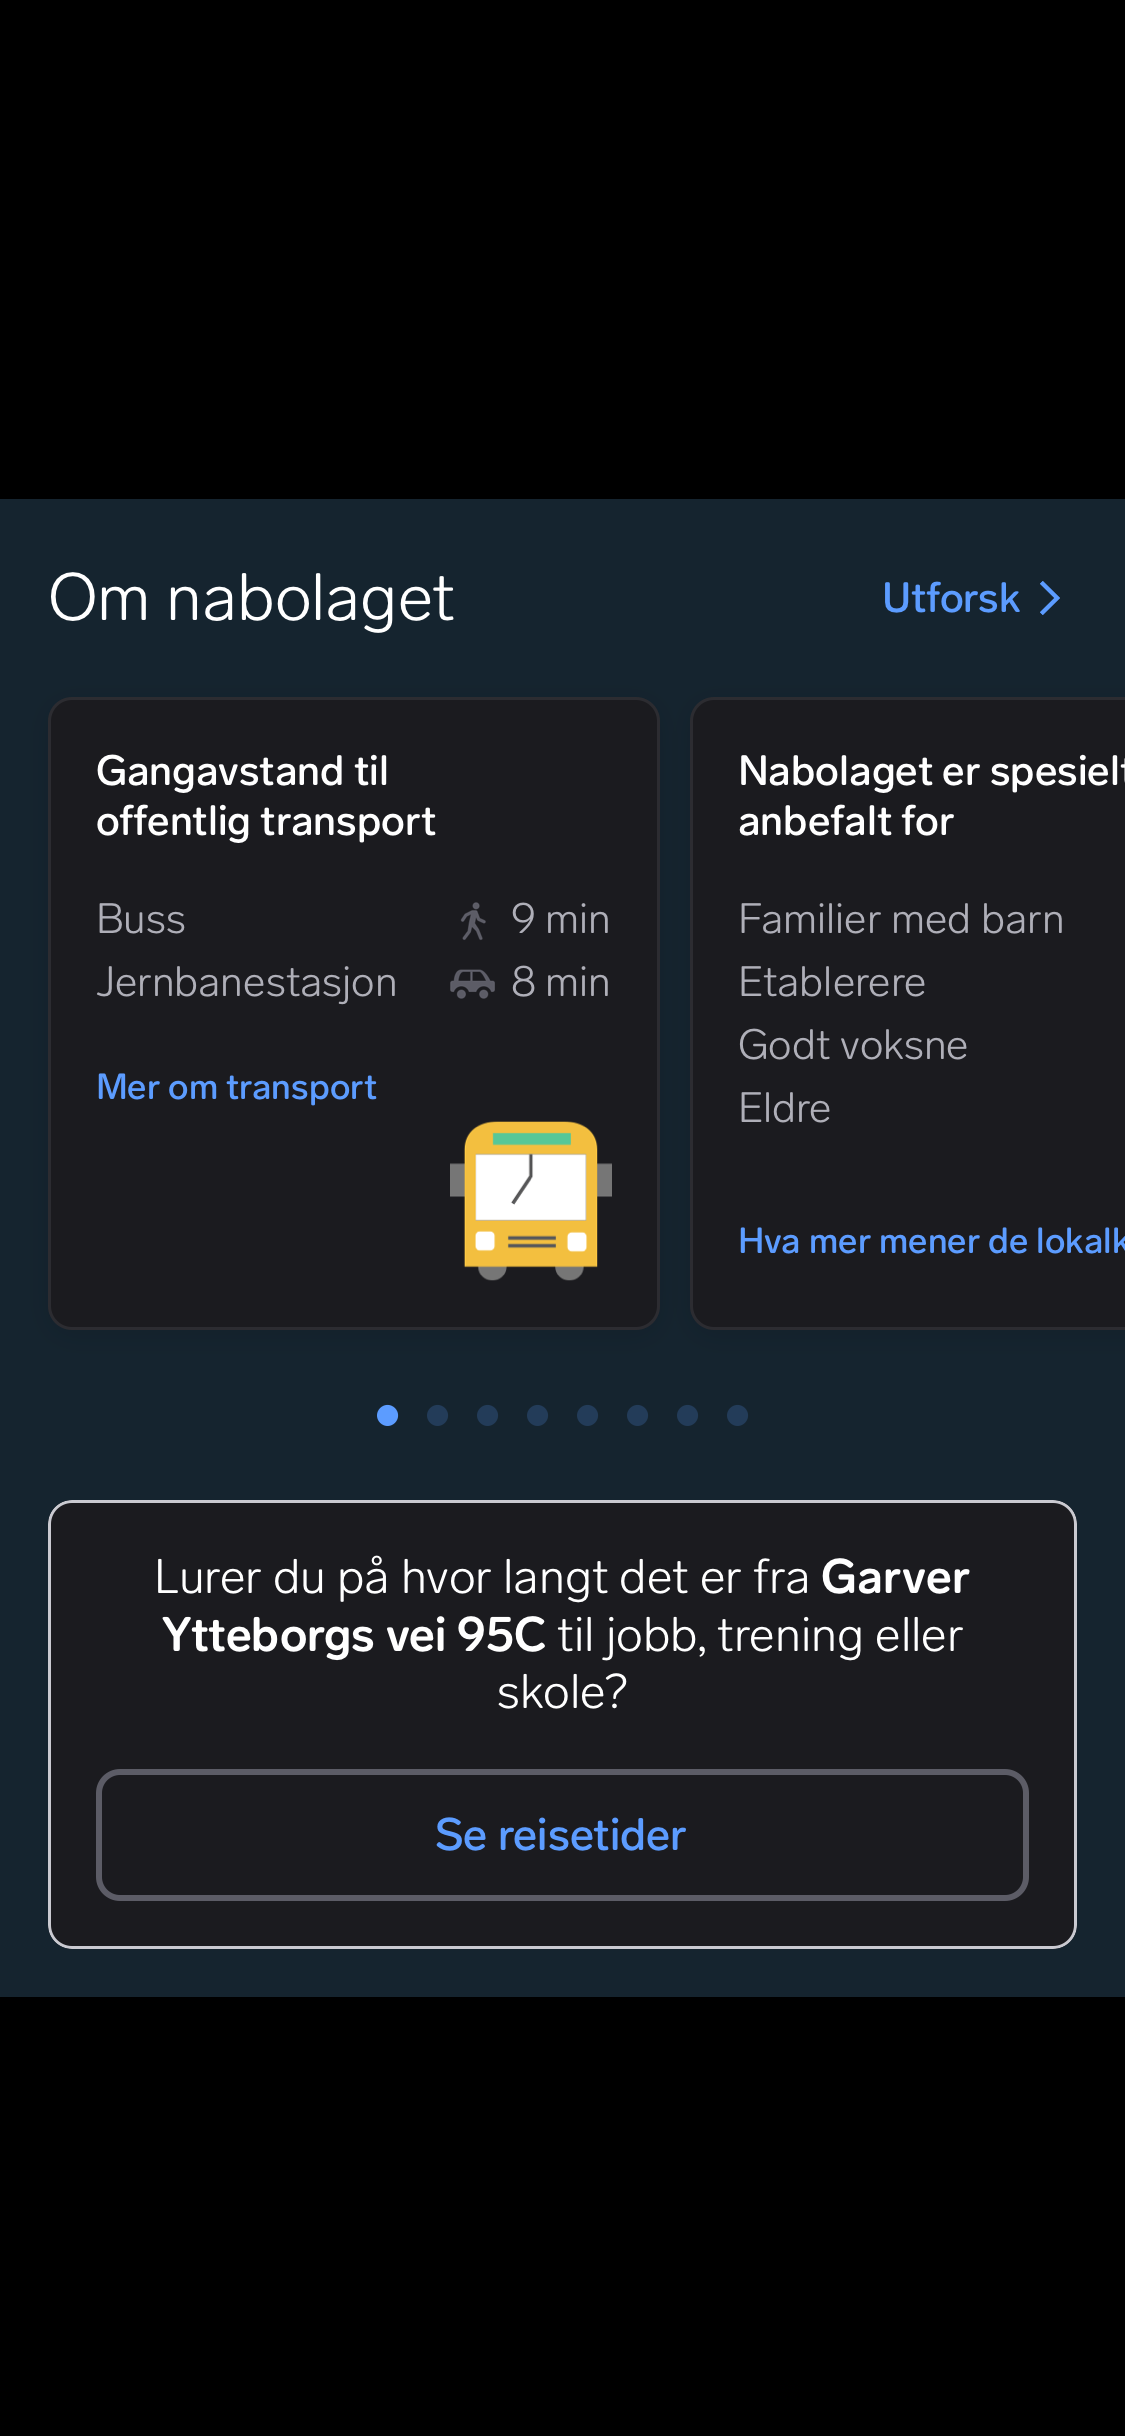 Om nabolaget
Utforsk
Gangavstand til
offentlig transport
Buss 9 min
Jernbanestasjon 8 min
Mer om transport
Nabolaget er spesielt
anbefalt for
Familier med barn
Etablerere
Godt voksne
Eldre
Hva mer mener de
Lurer du på hvor langt det er fra Garver
Ytteborgs vei 95C til jobb, trening eller
skole?
Se reisetider